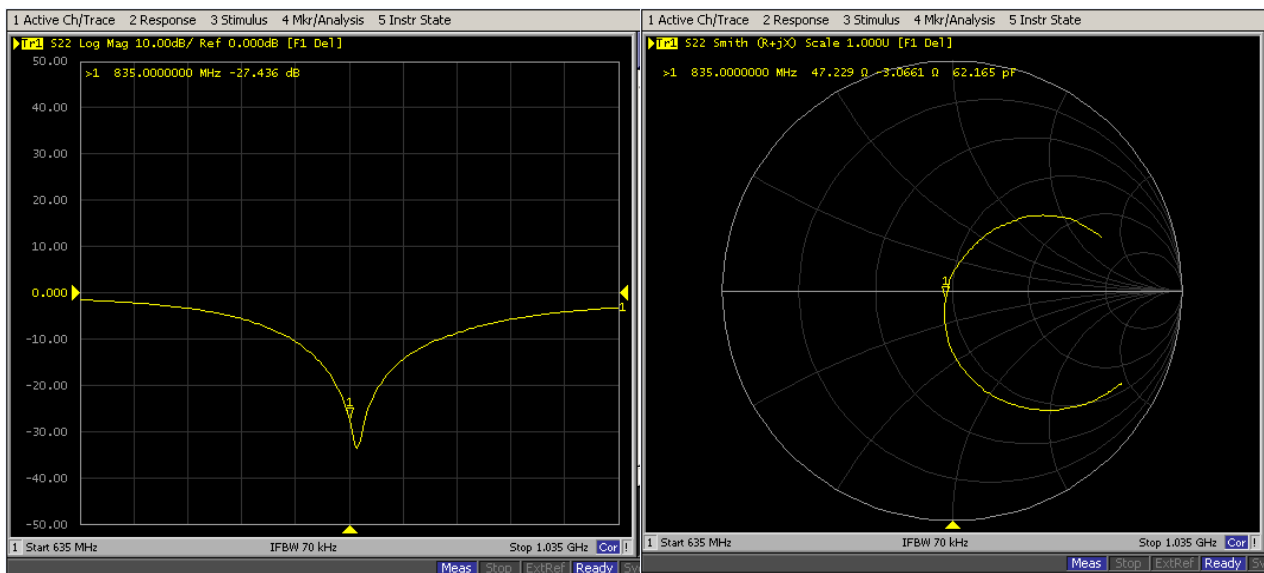 1 Active Ch/Trace 2 Response 3 Stimulus 4 Mkr/Analysis 5 Instr State
Tr1 S22 Log Mag 10.00dB/ Ref 0.000dB [F1 Del]
50.00
>1 835.0000000 MHz -27.436 dB
40.00
30.00
20.00
10.00
0.000
1
-10.00
-20.00
1
-30.00
-40.00
-50.00
1 Start 635 MHz IFBW 70 kHz Stop 1.035 GHz Cor !
Meas Stop ExtRef Ready
1 Active Ch/Trace 2 Response 3 Stimulus 4 Mkr/Analysis 5 Instr State
Tr1 S22 Smith (R+jX) Scale 1.000U [F1 Del]
>1 835.0000000 MHz 47.229 Ω -3.0661 Ω 62.165 pF
1
1 Start 635 MHz IFBW 70 kHz Stop 1.035 GHz Cor !
Meas Stop ExtRef Ready